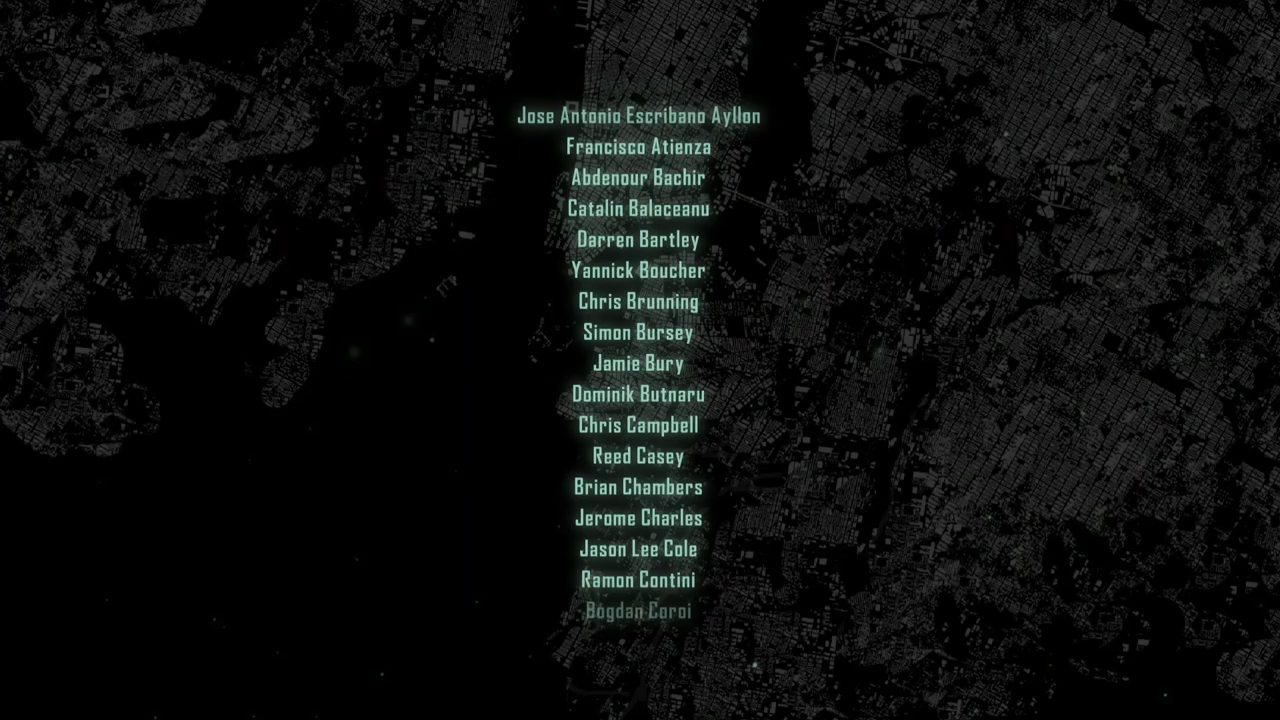 Jose Antonio Escribano Ayllon
Francisco Atienza
Abdenour Bachir
Catalin Balaceanu
Darren Bartley
Yannick Boucher
Chris Brunning
Simon Bursey
Jamie Bury
Dominik Butnaru
Chris Campbell
Reed Casey
Brian Chambers
Jerome Charles
Jason Lee Cole
Ramon Contini
Bogdan Coroi